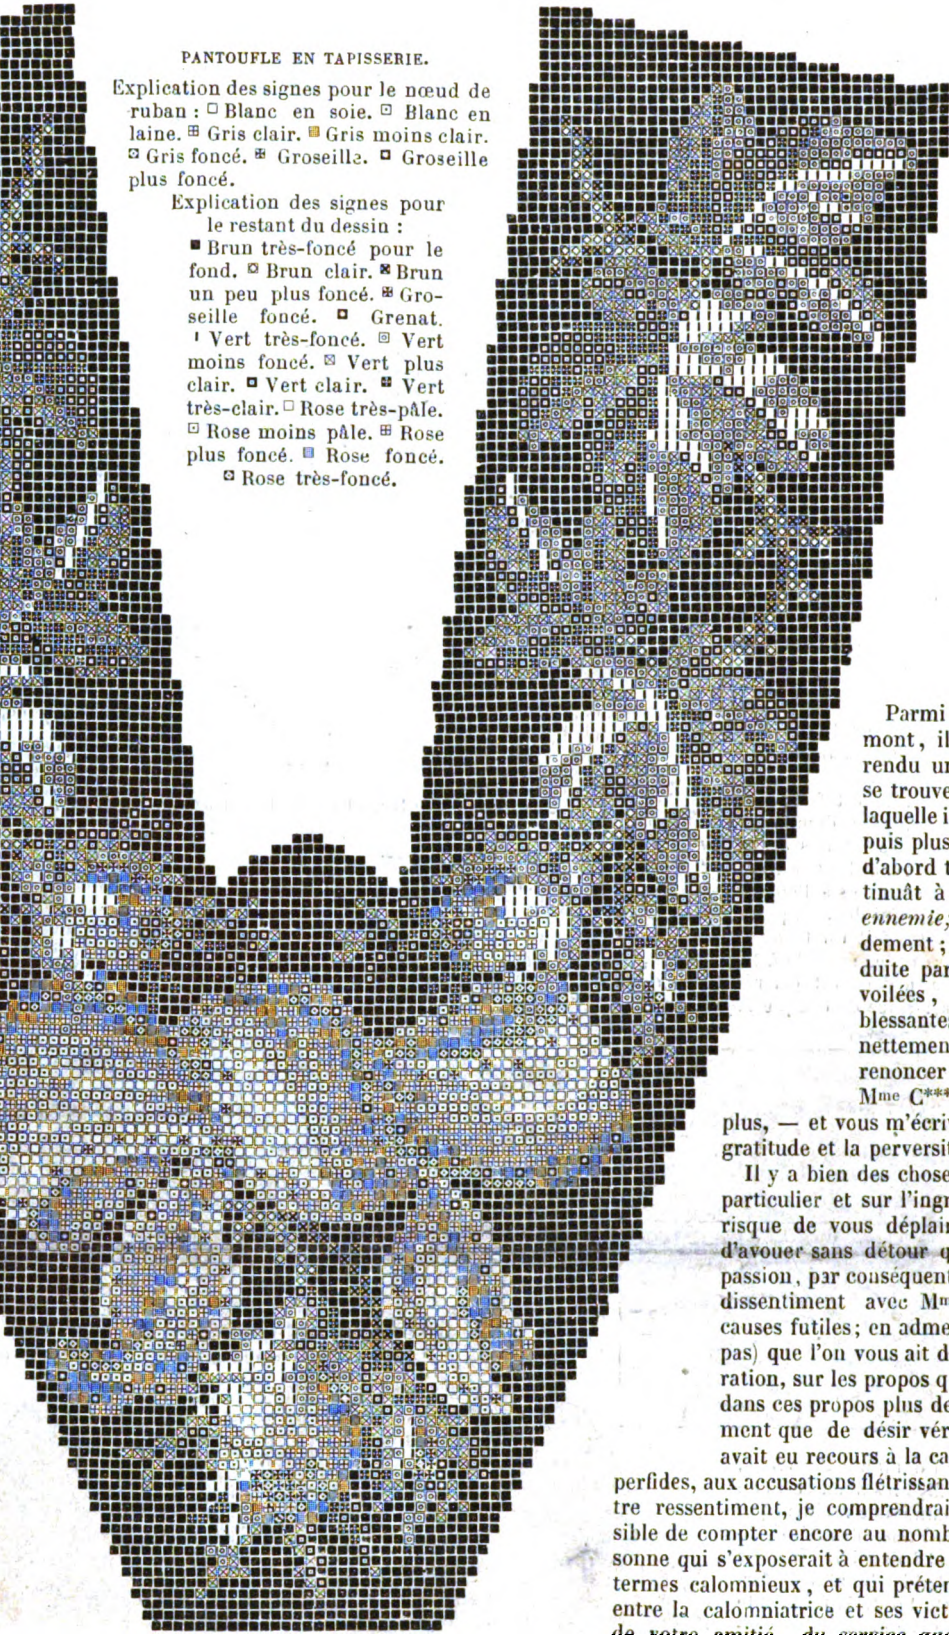 PANTOUFLE EN TAPISSERIE.
Explication des signes pour le nœud de
ruban : □ Blanc en soie. ⊡ Blanc en
laine. ⊞ Gris clair. ▤ Gris moins clair.
⊠ Gris foncé. ⊞ Groseille. ◘ Groseille
plus foncé.
Explication des signes pour
le restant du dessin :
■ Brun très-foncé pour le
fond. ⊠ Brun clair. ✖ Brun
un peu plus foncé. ⊞ Gro-
seille foncé. ◘ Grenat.
ı Vert très-foncé. ⊡ Vert
moins foncé. ⊠ Vert plus
clair. ◘ Vert clair. ⊞ Vert
très-clair. □ Rose très-pâle.
⊡ Rose moins pâle. ⊞ Rose
plus foncé. ▤ Rose foncé.
⊠ Rose très-foncé.
Parmi
mont, il
rendu un
se trouve
laquelle i
puis plus
d'abord t
tinuât à
ennemie,
dement ;
duite par
voilées,
blessante
nettemen
renoncer
Mme C***
plus, — et vous m'écri
gratitude et la perversit
Il y a bien des chose
particulier et sur l'ingr
risque de vous déplair
d'avouer sans détour q
passion, par conséquent
dissentiment avec Mm
causes futiles; en adme
pas) que l'on vous ait d
ration, sur les propos q
dans ces propos plus de
ment que de désir vér
avait eu recours à la ca
perfides, aux accusations flétrissan
tre ressentiment, je comprendrai
sible de compter encore au nomb
sonne qui s'exposerait à entendre
termes calomnieux, et qui préten
entre la calomniatrice et ses vict
de votre amitié, du service que